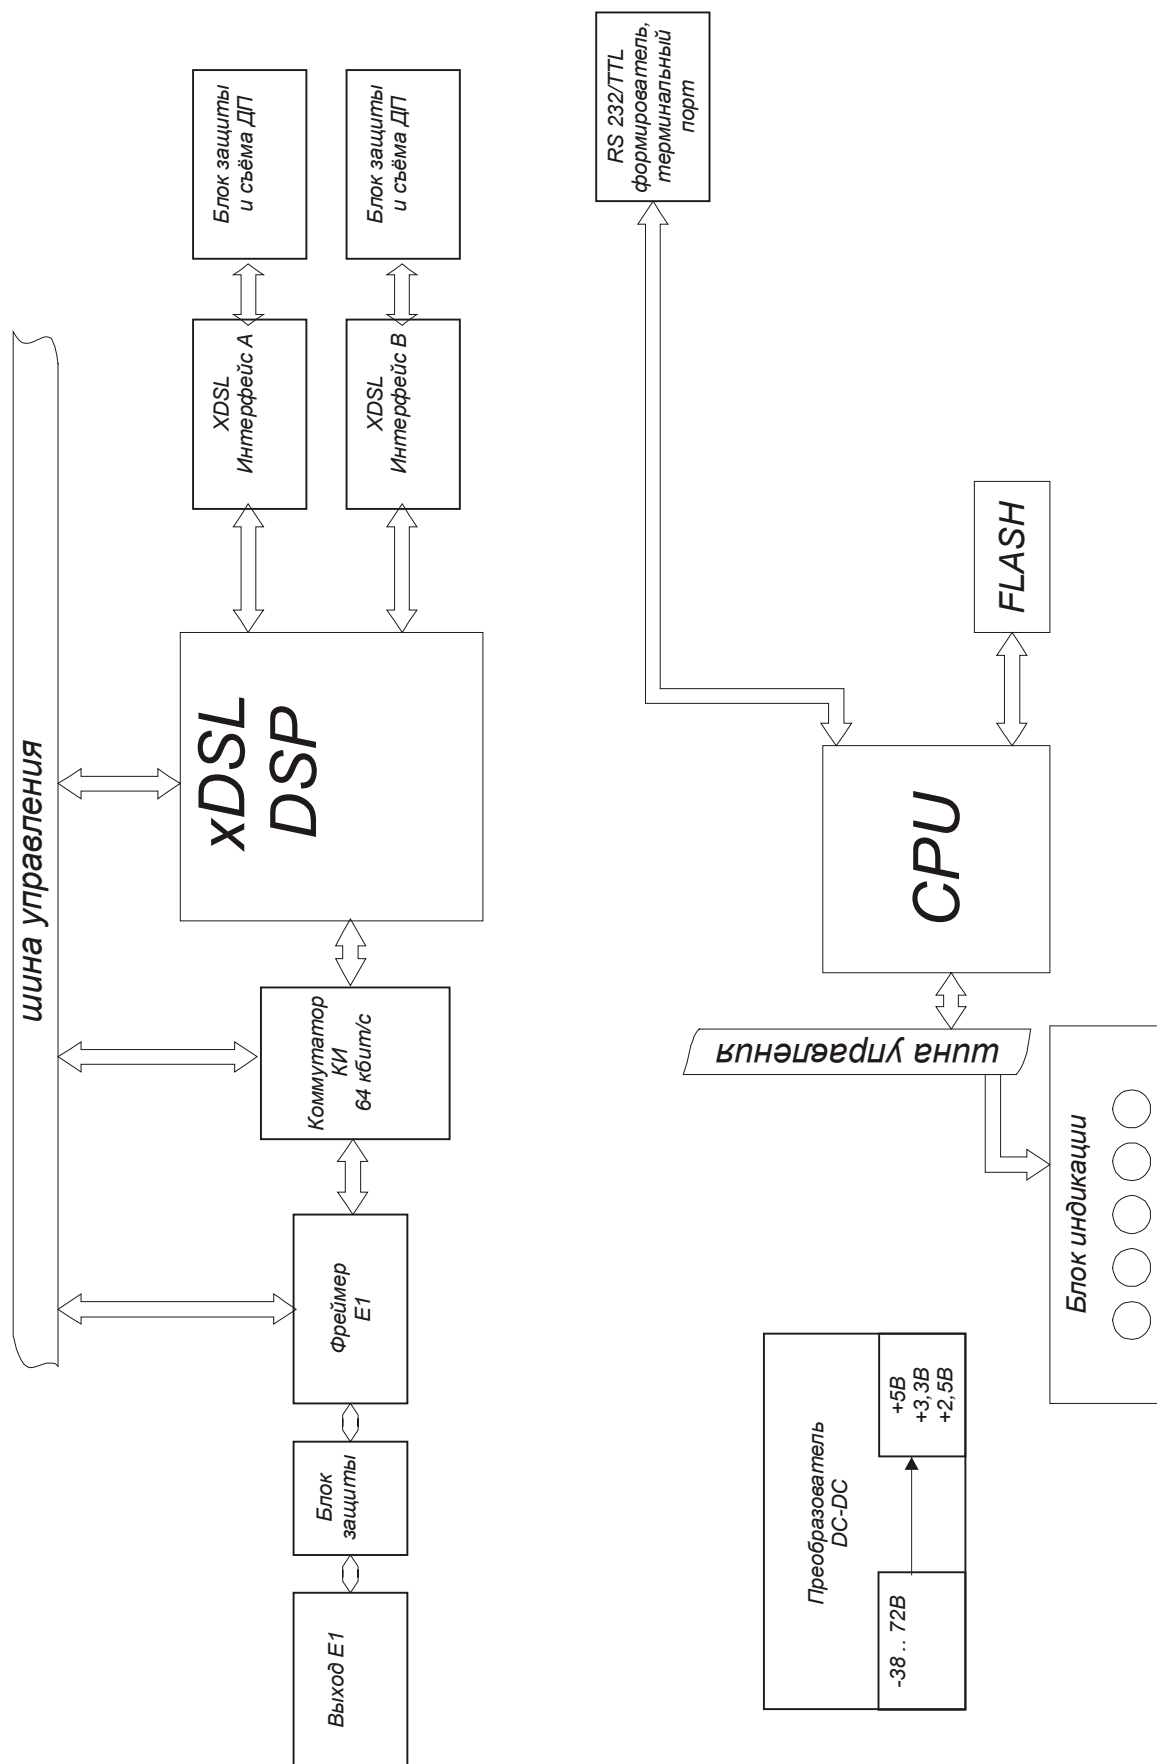 шина управления
Выход E1
Блок
защиты
Фреймер
E1
Коммутатор
КИ
64 кбит/с
xDSL
DSP
XDSL
Интерфейс A
Блок защиты
и съёма ДП
XDSL
Интерфейс B
Блок защиты
и съёма ДП
RS 232/TTL
формирователь,
терминальный
порт
CPU
FLASH
шина управления
Блок индикации
Преобразователь
DC-DC
-38 .. 72В
+5В
+3,3В
+2,5В